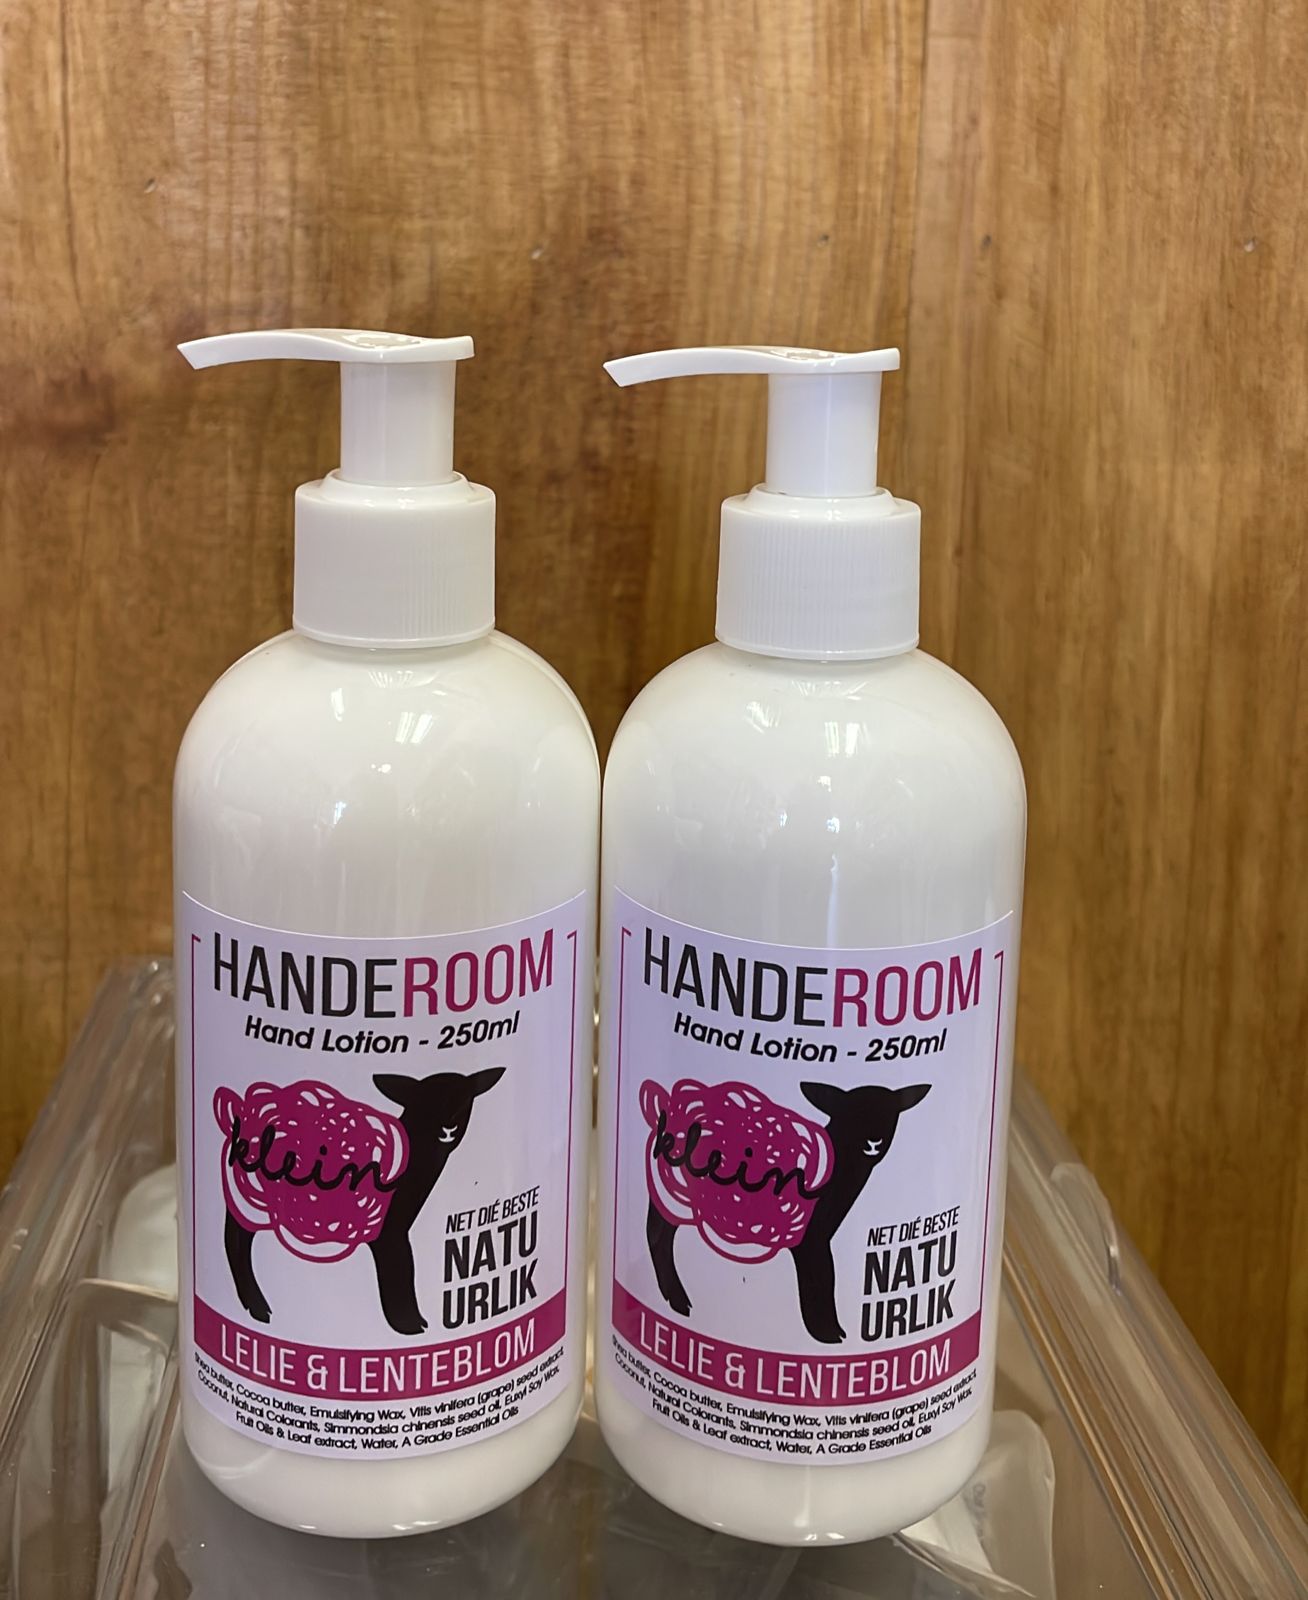 HANDEROOM
Hand Lotion - 250ml
klein
NET DIÉ BESTE
NATU
URLIK
LELIE & LENTEBLOM
Shea butter, Cocoa butter, Emulsifying Wax, Vitis vinifera (grape) seed extract,
Coconut, Natural Colorants, Simmondsia chinensis seed oil, Euxyl Soy Wax,
Fruit Oils & Leaf extract, Water, A Grade Essential Oils
HANDEROOM
Hand Lotion - 250ml
klein
NET DIÉ BESTE
NATU
URLIK
LELIE & LENTEBLOM
Shea butter, Cocoa butter, Emulsifying Wax, Vitis vinifera (grape) seed extract,
Coconut, Natural Colorants, Simmondsia chinensis seed oil, Euxyl Soy Wax,
Fruit Oils & Leaf extract, Water, A Grade Essential Oils